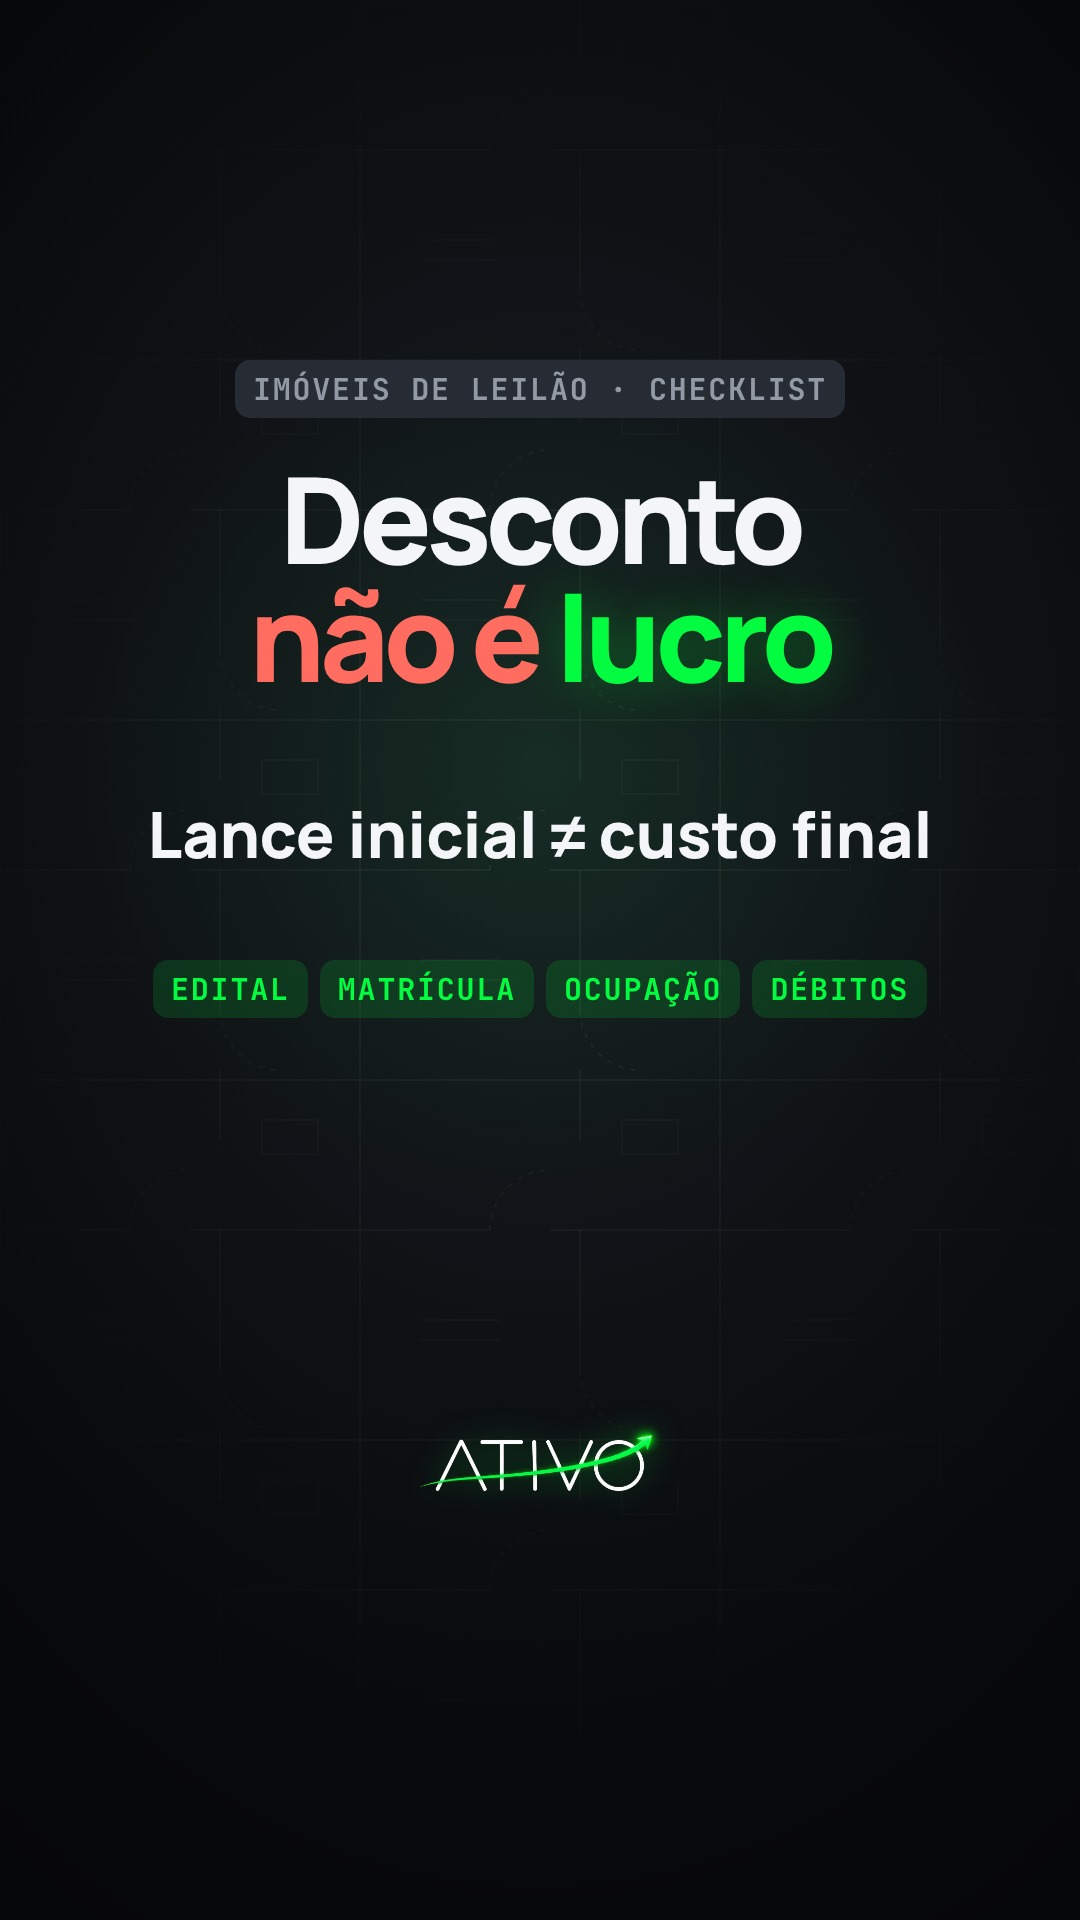 IMÓVEIS DE LEILÃO · CHECKLIST
Desconto
não é lucro
Lance inicial ≠ custo final
EDITAL MATRÍCULA OCUPAÇÃO DÉBITOS
ATIVO